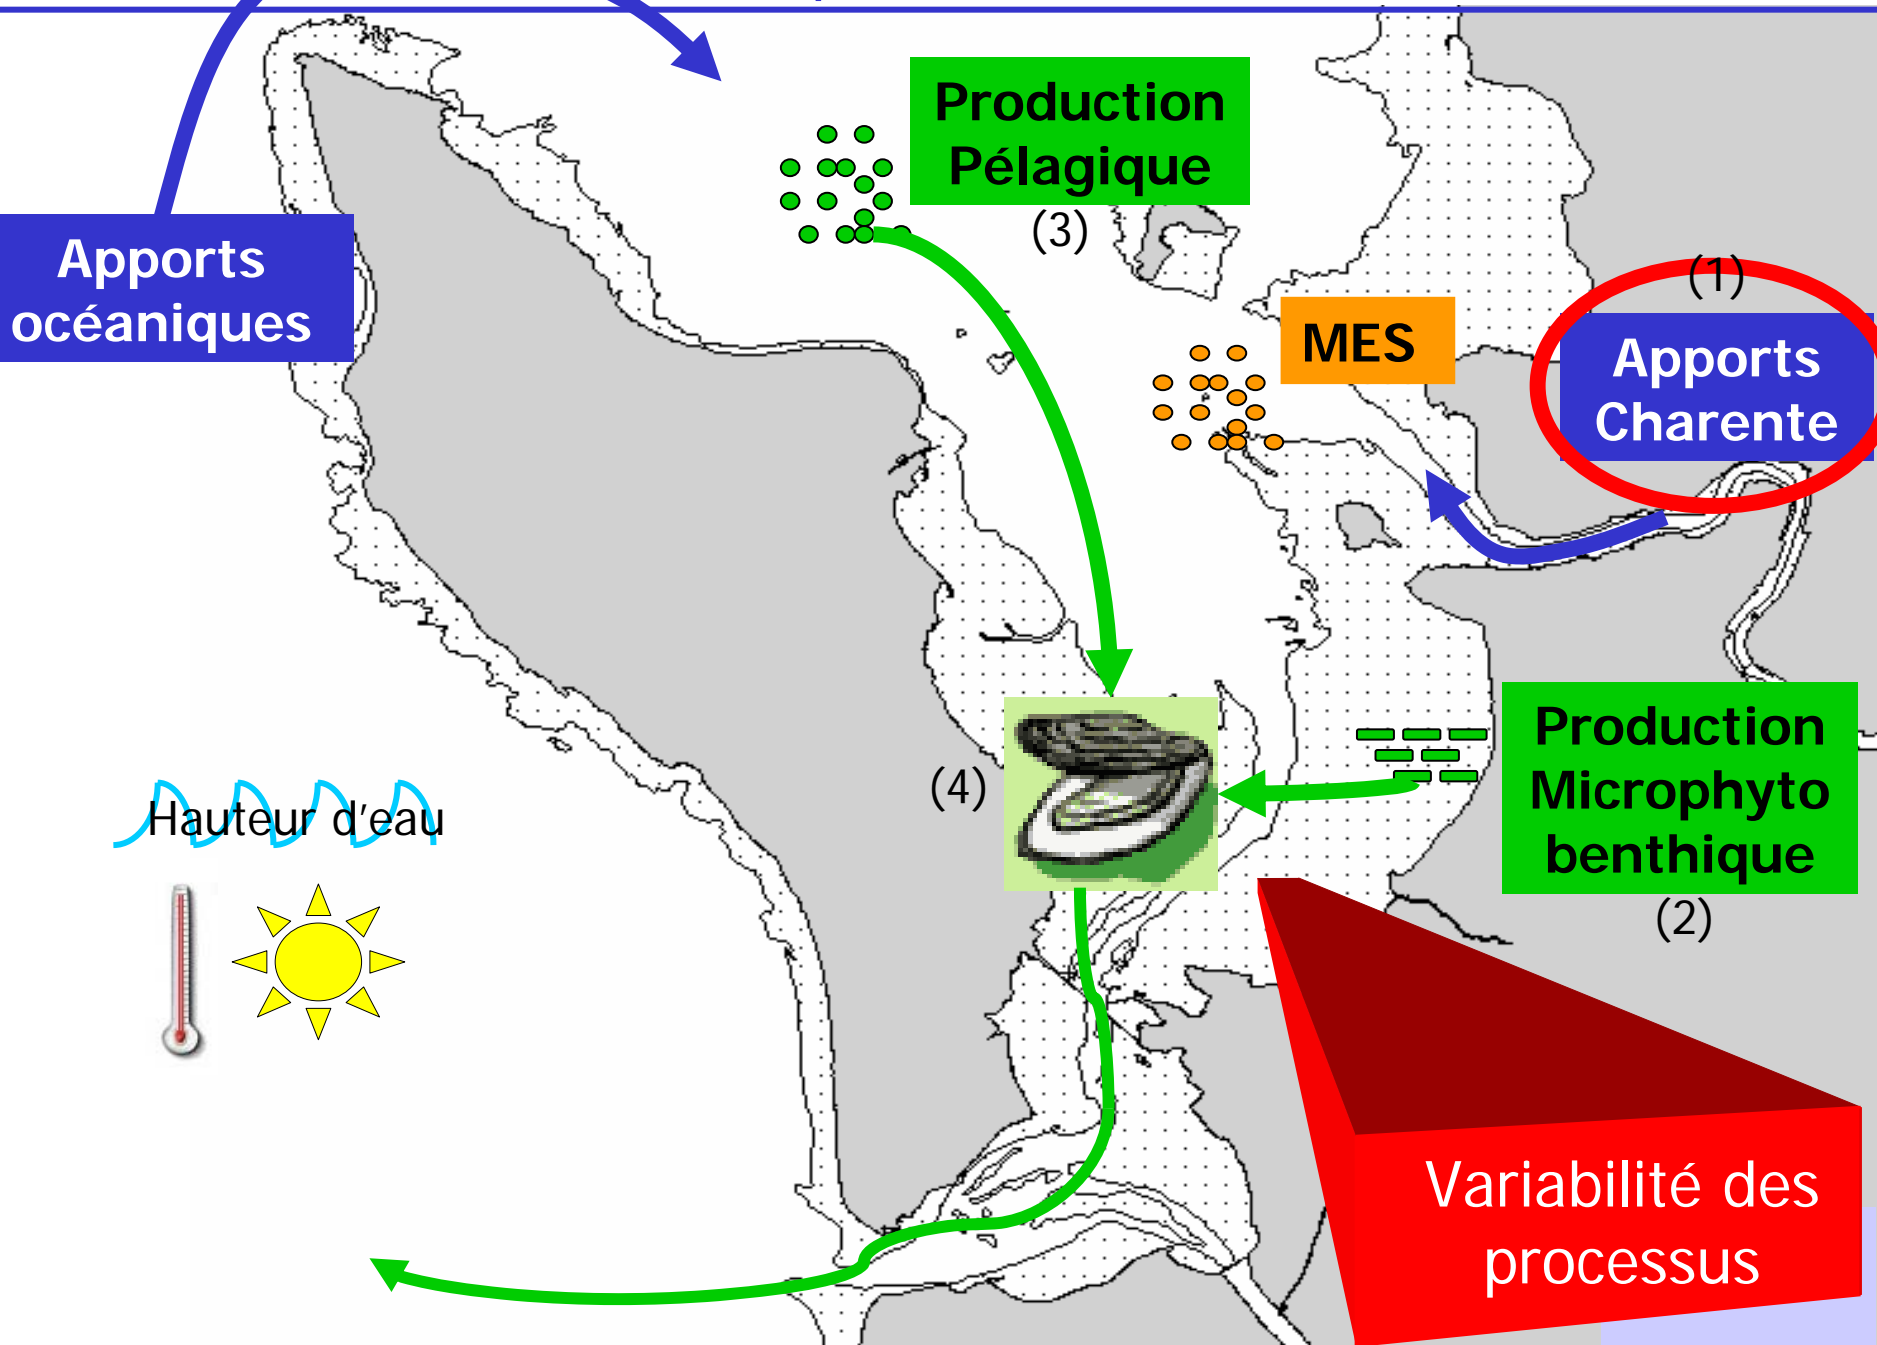 Production
Pélagique
(3)
Apports
océaniques
(1)
MES
Apports
Charente
Production
Microphyto
benthique
(2)
(4)
Hauteur d'eau
Variabilité des
processus